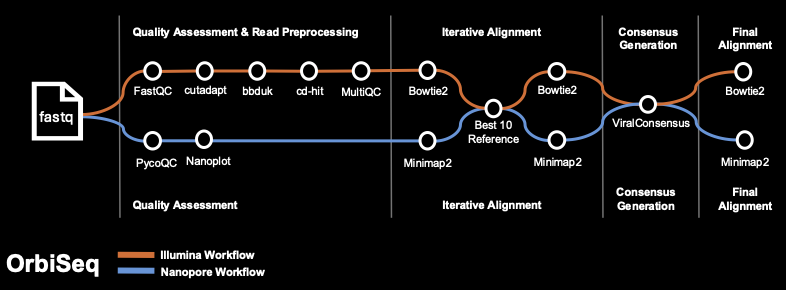 Quality Assessment & Read Preprocessing
Iterative Alignment
Consensus
Generation
Final
Alignment
fastq
FastQC
cutadapt
bbduk
cd-hit
MultiQC
Bowtie2
Bowtie2
Bowtie2
Best 10
Reference
ViralConsensus
PycoQC
Nanoplot
Minimap2
Minimap2
Minimap2
Quality Assessment
Iterative Alignment
Consensus
Generation
Final
Alignment
OrbiSeq
Illumina Workflow
Nanopore Workflow